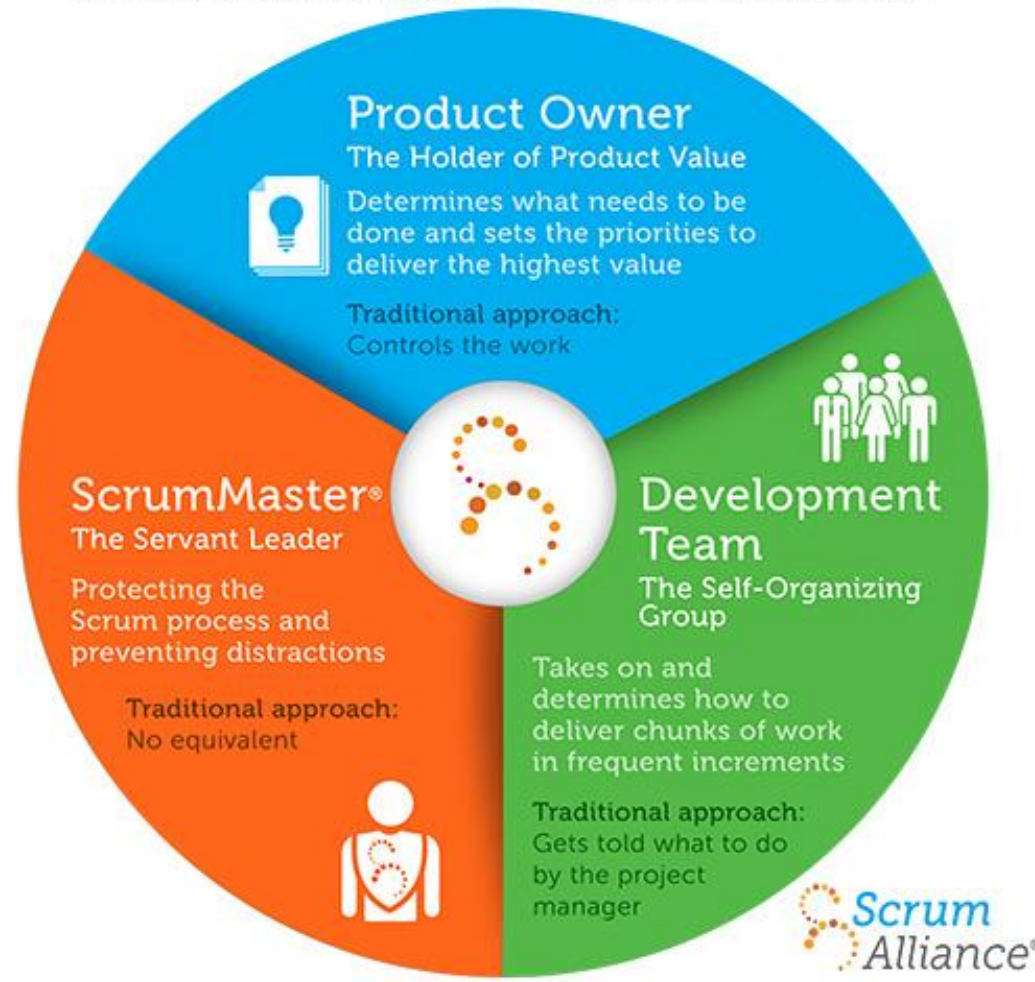 Product Owner
The Holder of Product Value
Determines what needs to be
done and sets the priorities to
deliver the highest value
Traditional approach:
Controls the work
ScrumMaster®
The Servant Leader
Protecting the
Scrum process and
preventing distractions
Traditional approach:
No equivalent
Development
Team
The Self-Organizing
Group
Takes on and
determines how to
deliver chunks of work
in frequent increments
Traditional approach:
Gets told what to do
by the project
manager
Scrum
Alliance®